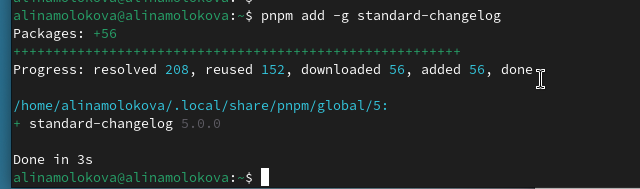 alinamolokova@alinamolokova:~$ pnpm add -g standard-changelog
Packages: +56
++++++++++++++++++++++++++++++++++++++++++++++++++++++++
Progress: resolved 208, reused 152, downloaded 56, added 56, done
/home/alinamolokova/.local/share/pnpm/global/5:
+ standard-changelog 5.0.0
Done in 3s
alinamolokova@alinamolokova:~$